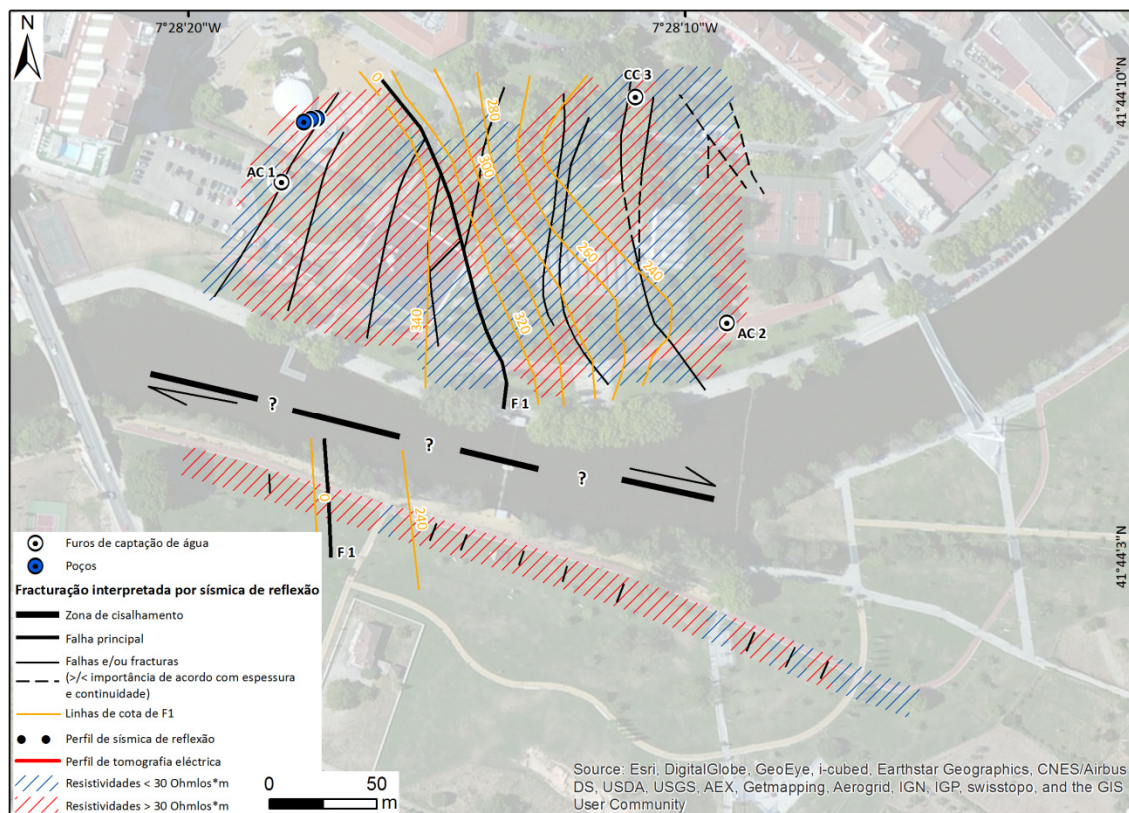 7°28'20"W
7°28'10"W
N
41°44'10"N
41°44'3"N
0
280
CC 3
300
AC 1
260
240
340
320
AC 2
F 1
?
?
?
0
240
F 1
Furos de captação de água
Poços
Fracturação interpretada por sísmica de reflexão
Zona de cisalhamento
Falha principal
Falhas e/ou fracturas
(>/< importância de acordo com espessura
e continuidade)
Linhas de cota de F1
Perfil de sísmica de reflexão
Perfil de tomografia eléctrica
Resistividades < 30 Ohmlos*m
Resistividades > 30 Ohmlos*m
0
50
m
Source: Esri, DigitalGlobe, GeoEye, i-cubed, Earthstar Geographics, CNES/Airbus
DS, USDA, USGS, AEX, Getmapping, Aerogrid, IGN, IGP, swisstopo, and the GIS
User Community